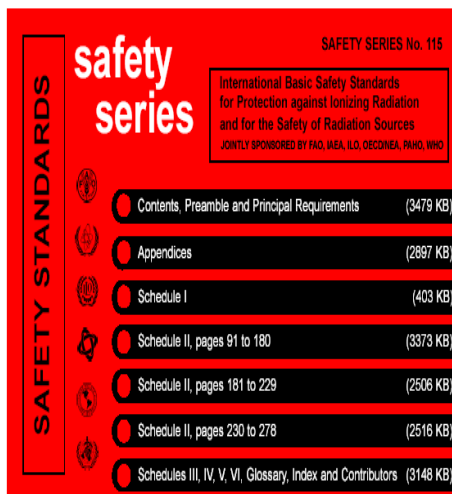 SAFETY STANDARDS
safety
series
SAFETY SERIES No. 115
International Basic Safety Standards
for Protection against Ionizing Radiation
and for the Safety of Radiation Sources
JOINTLY SPONSORED BY FAO, IAEA, ILO, OECD/NEA, PAHO, WHO
Contents, Preamble and Principal Requirements (3479 KB)
Appendices (2897 KB)
Schedule I (403 KB)
Schedule II, pages 91 to 180 (3373 KB)
Schedule II, pages 181 to 229 (2506 KB)
Schedule II, pages 230 to 278 (2516 KB)
Schedules III, IV, V, VI, Glossary, Index and Contributors (3148 KB)